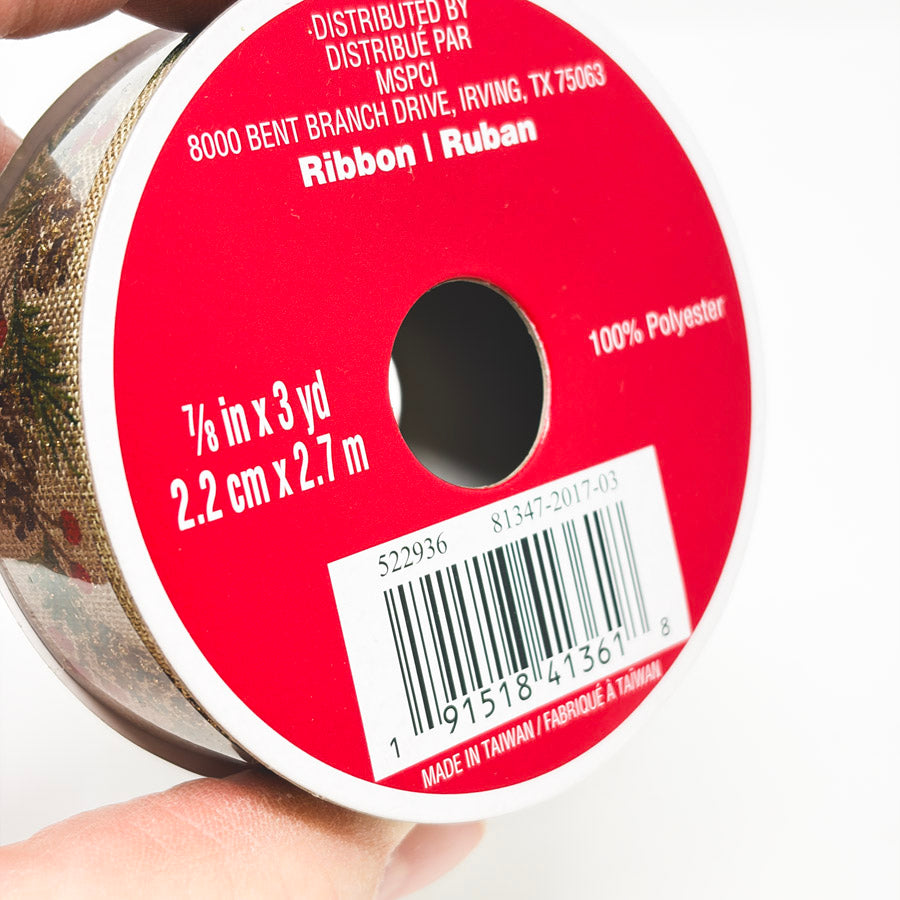 DISTRIBUTED BY
DISTRIBUÉ PAR
MSPCI
8000 BENT BRANCH DRIVE, IRVING, TX 75063
Ribbon | Ruban
100% Polyester
⅞ in x 3 yd
2.2 cm x 2.7 m
522936 81347-2017-03
1 91518 41361 8
MADE IN TAIWAN / FABRIQUÉ À TAÏWAN